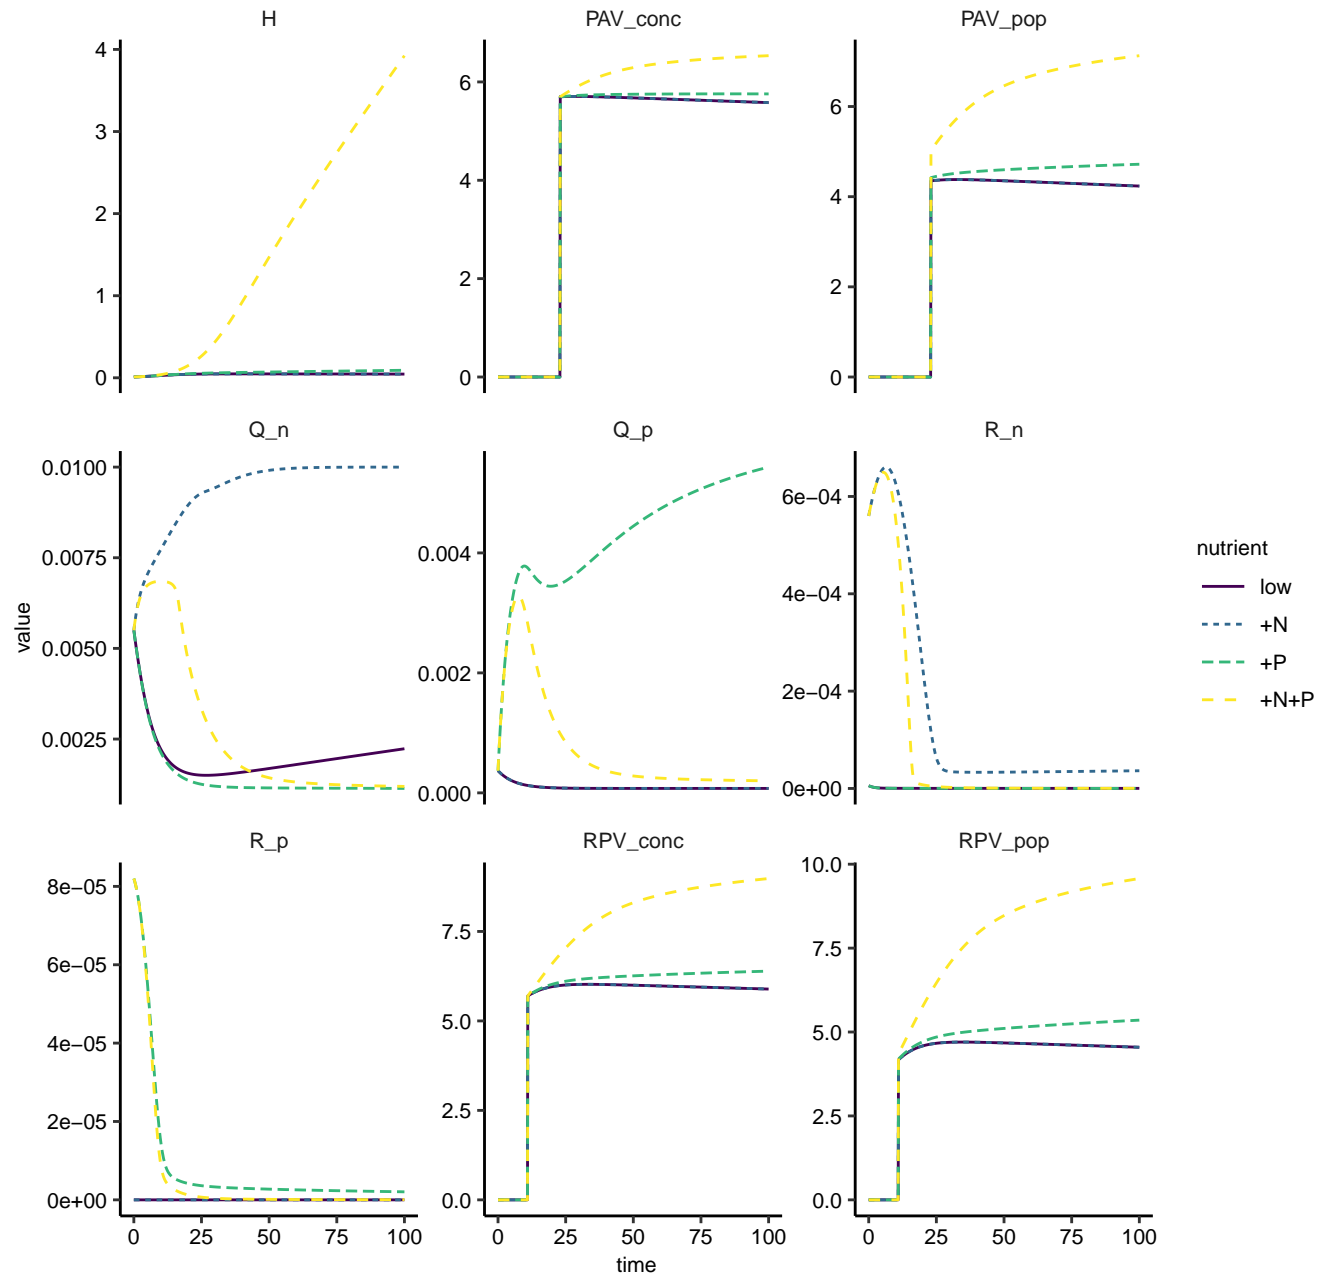 H
PAV_conc
PAV_pop
4
3
2
1
0
6
4
2
0
6
4
2
0
Q_n
Q_p
R_n
0.0100
0.0075
0.0050
0.0025
0.004
0.002
0.000
6e-04
4e-04
2e-04
0e+00
value
nutrient
low
+N
+P
+N+P
R_p
RPV_conc
RPV_pop
8e-05
6e-05
4e-05
2e-05
0e+00
7.5
5.0
2.5
0.0
10.0
7.5
5.0
2.5
0.0
0 25 50 75 100
0 25 50 75 100
0 25 50 75 100
time